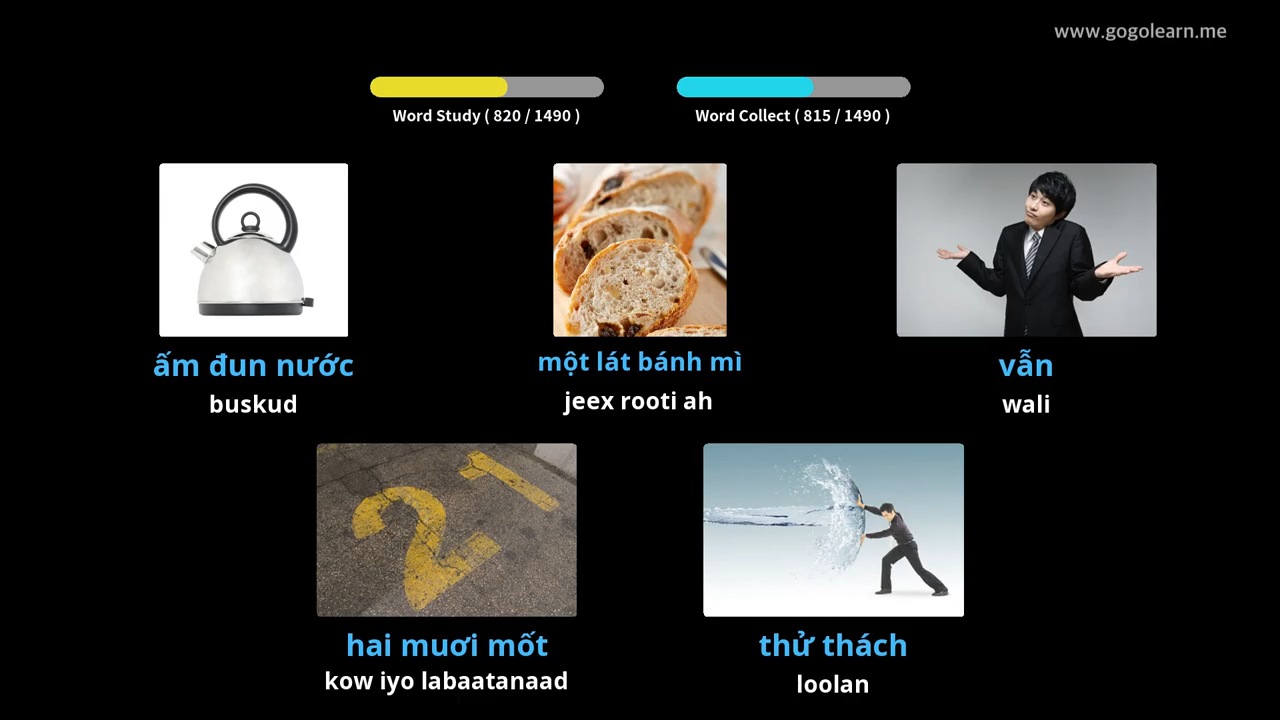 www.gogolearn.me
Word Study ( 820 / 1490 )
Word Collect ( 815 / 1490 )
ấm đun nước
buskud
một lát bánh mì
jeex rooti ah
vẫn
wali
21
hai mươi mốt
kow iyo labaatanaad
thử thách
loolan